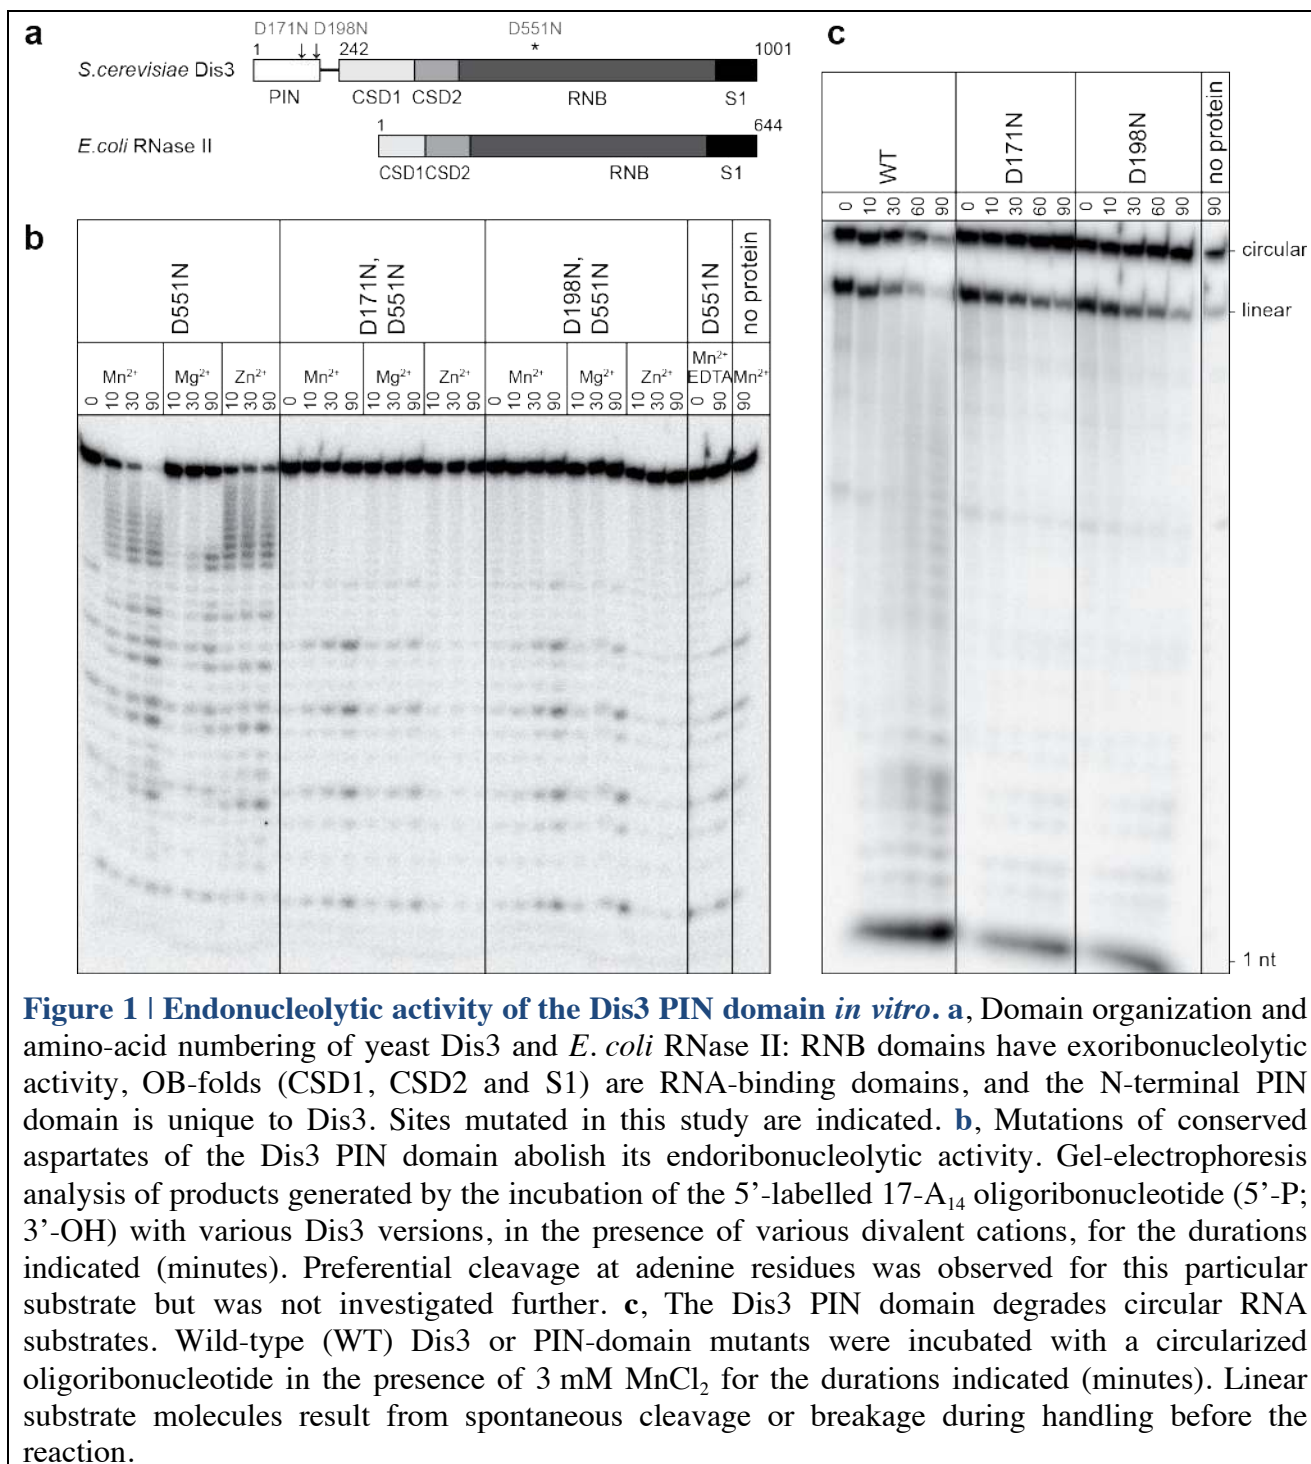 a
D171N D198N
D551N
1
242
*
1001
S.cerevisiae Dis3
PIN
CSD1
CSD2
RNB
S1
1
644
E.coli RNase II
CSD1
CSD2
RNB
S1
b
D551N
D171N, D551N
D198N, D551N
D551N
no protein
Mn²⁺ Mg²⁺ Zn²⁺ Mn²⁺ Mg²⁺ Zn²⁺ Mn²⁺ Mg²⁺ Zn²⁺ Mn²⁺ EDTA Mn²⁺
0 10 30 90 10 30 90 10 30 90 0 10 30 90 10 30 90 10 30 90 0 10 30 90 10 30 90 10 30 90 0 90 90
c
WT
D171N
D198N
no protein
0 10 30 60 90 0 10 30 60 90 0 10 30 60 90 90
circular
linear
1 nt
Figure 1 | Endonucleolytic activity of the Dis3 PIN domain in vitro. a, Domain organization and
amino-acid numbering of yeast Dis3 and E. coli RNase II: RNB domains have exoribonucleolytic
activity, OB-folds (CSD1, CSD2 and S1) are RNA-binding domains, and the N-terminal PIN
domain is unique to Dis3. Sites mutated in this study are indicated. b, Mutations of conserved
aspartates of the Dis3 PIN domain abolish its endoribonucleolytic activity. Gel-electrophoresis
analysis of products generated by the incubation of the 5’-labelled 17-A₁₄ oligoribonucleotide (5’-P;
3’-OH) with various Dis3 versions, in the presence of various divalent cations, for the durations
indicated (minutes). Preferential cleavage at adenine residues was observed for this particular
substrate but was not investigated further. c, The Dis3 PIN domain degrades circular RNA
substrates. Wild-type (WT) Dis3 or PIN-domain mutants were incubated with a circularized
oligoribonucleotide in the presence of 3 mM MnCl₂ for the durations indicated (minutes). Linear
substrate molecules result from spontaneous cleavage or breakage during handling before the
reaction.